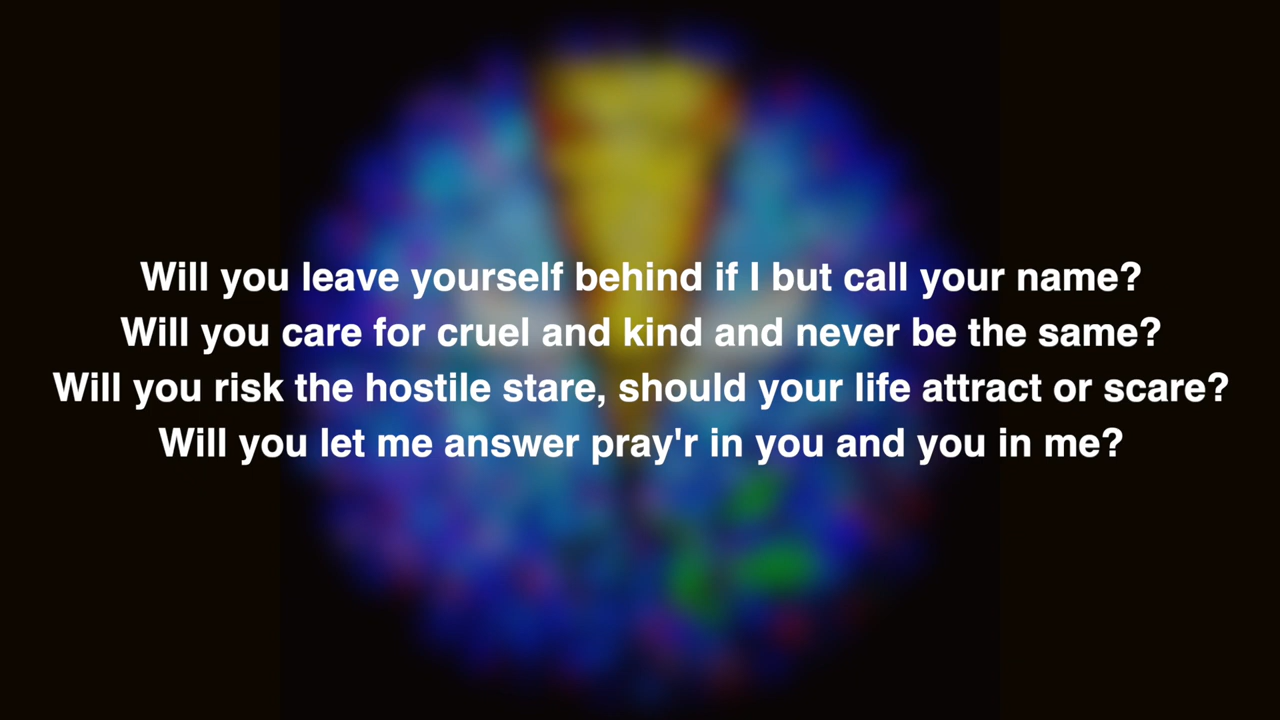 Will you leave yourself behind if I but call your name?
Will you care for cruel and kind and never be the same?
Will you risk the hostile stare, should your life attract or scare?
Will you let me answer pray'r in you and you in me?